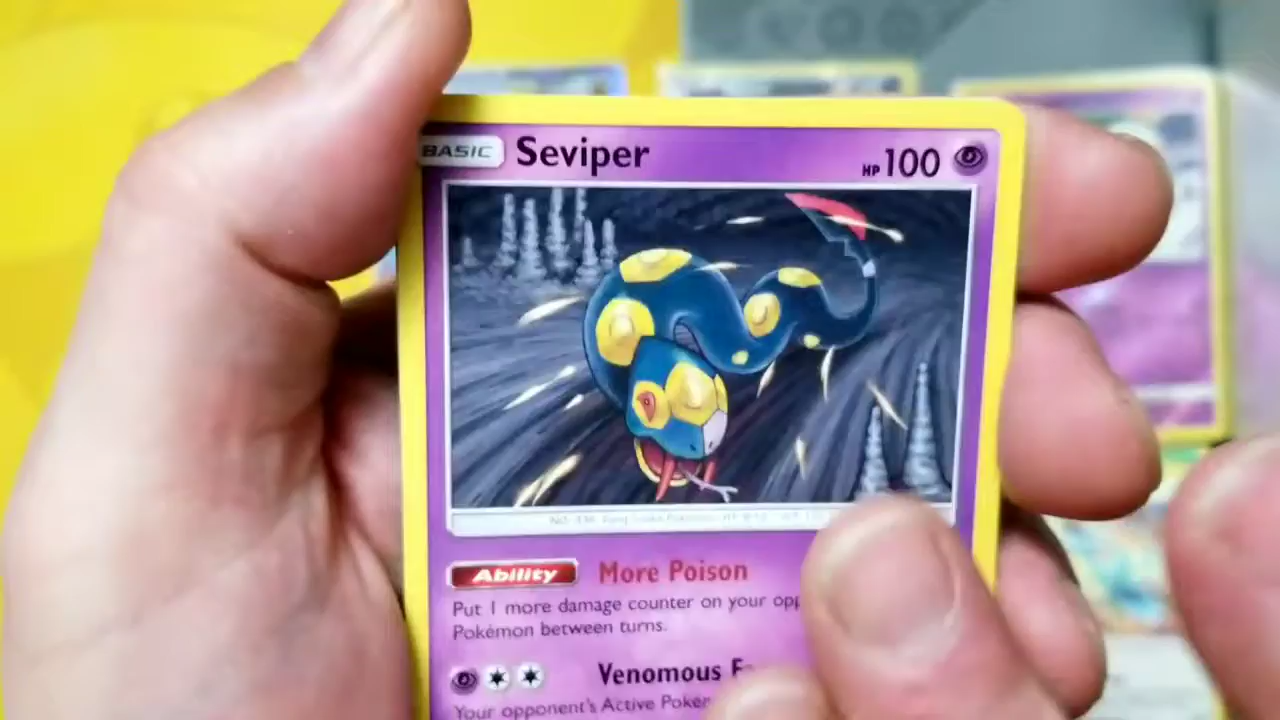 BASIC Seviper HP 100
Ability More Poison
Put 1 more damage counter on your opp
Pokémon between turns.
Venomous F
Your opponent's Active Pokém